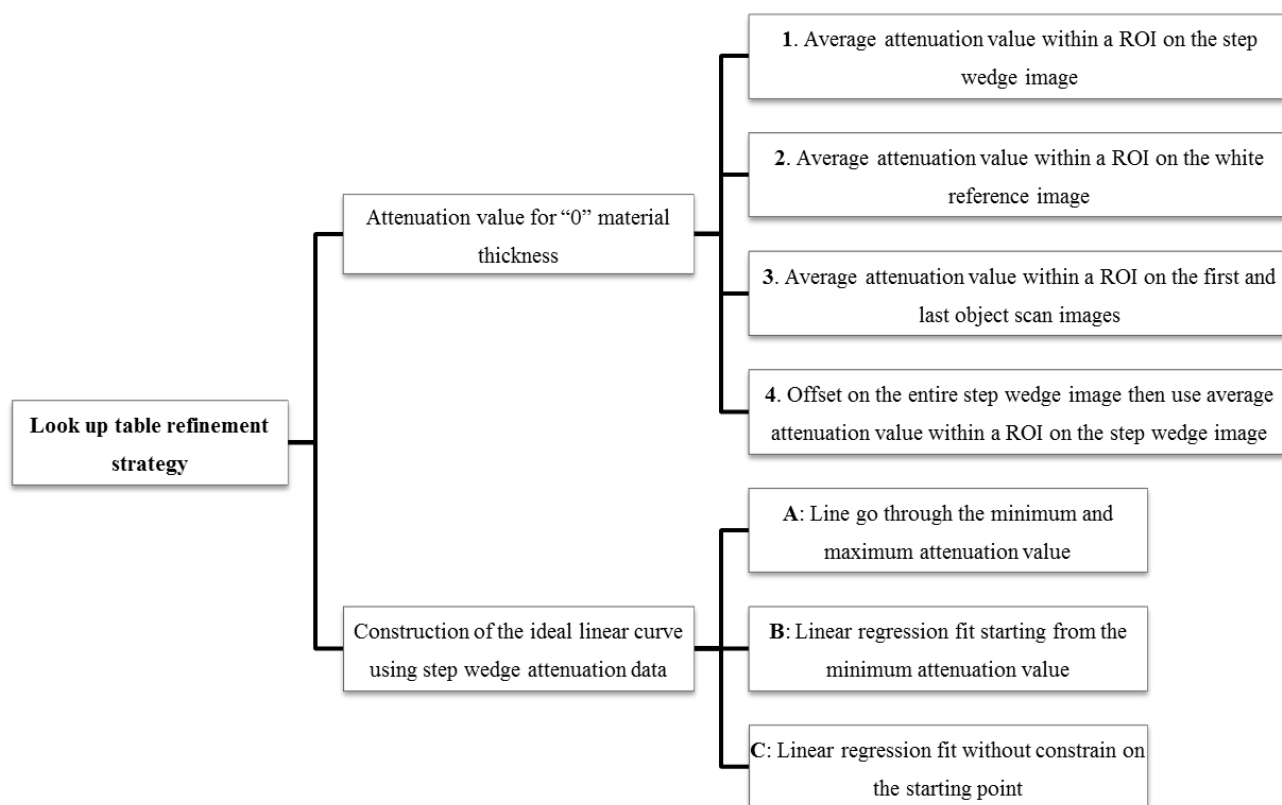 1. Average attenuation value within a ROI on the step
wedge image
2. Average attenuation value within a ROI on the white
reference image
Attenuation value for “0” material
thickness
3. Average attenuation value within a ROI on the first and
last object scan images
4. Offset on the entire step wedge image then use average
attenuation value within a ROI on the step wedge image
Look up table refinement
strategy
A: Line go through the minimum and
maximum attenuation value
Construction of the ideal linear curve
using step wedge attenuation data
B: Linear regression fit starting from the
minimum attenuation value
C: Linear regression fit without constrain on
the starting point